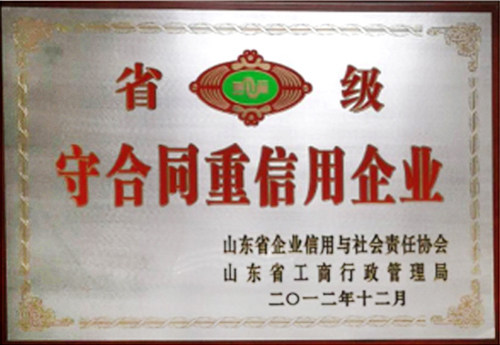 省级
守合同重信用企业
山东省企业信用与社会责任协会
山东省工商行政管理局
二〇一二年十二月